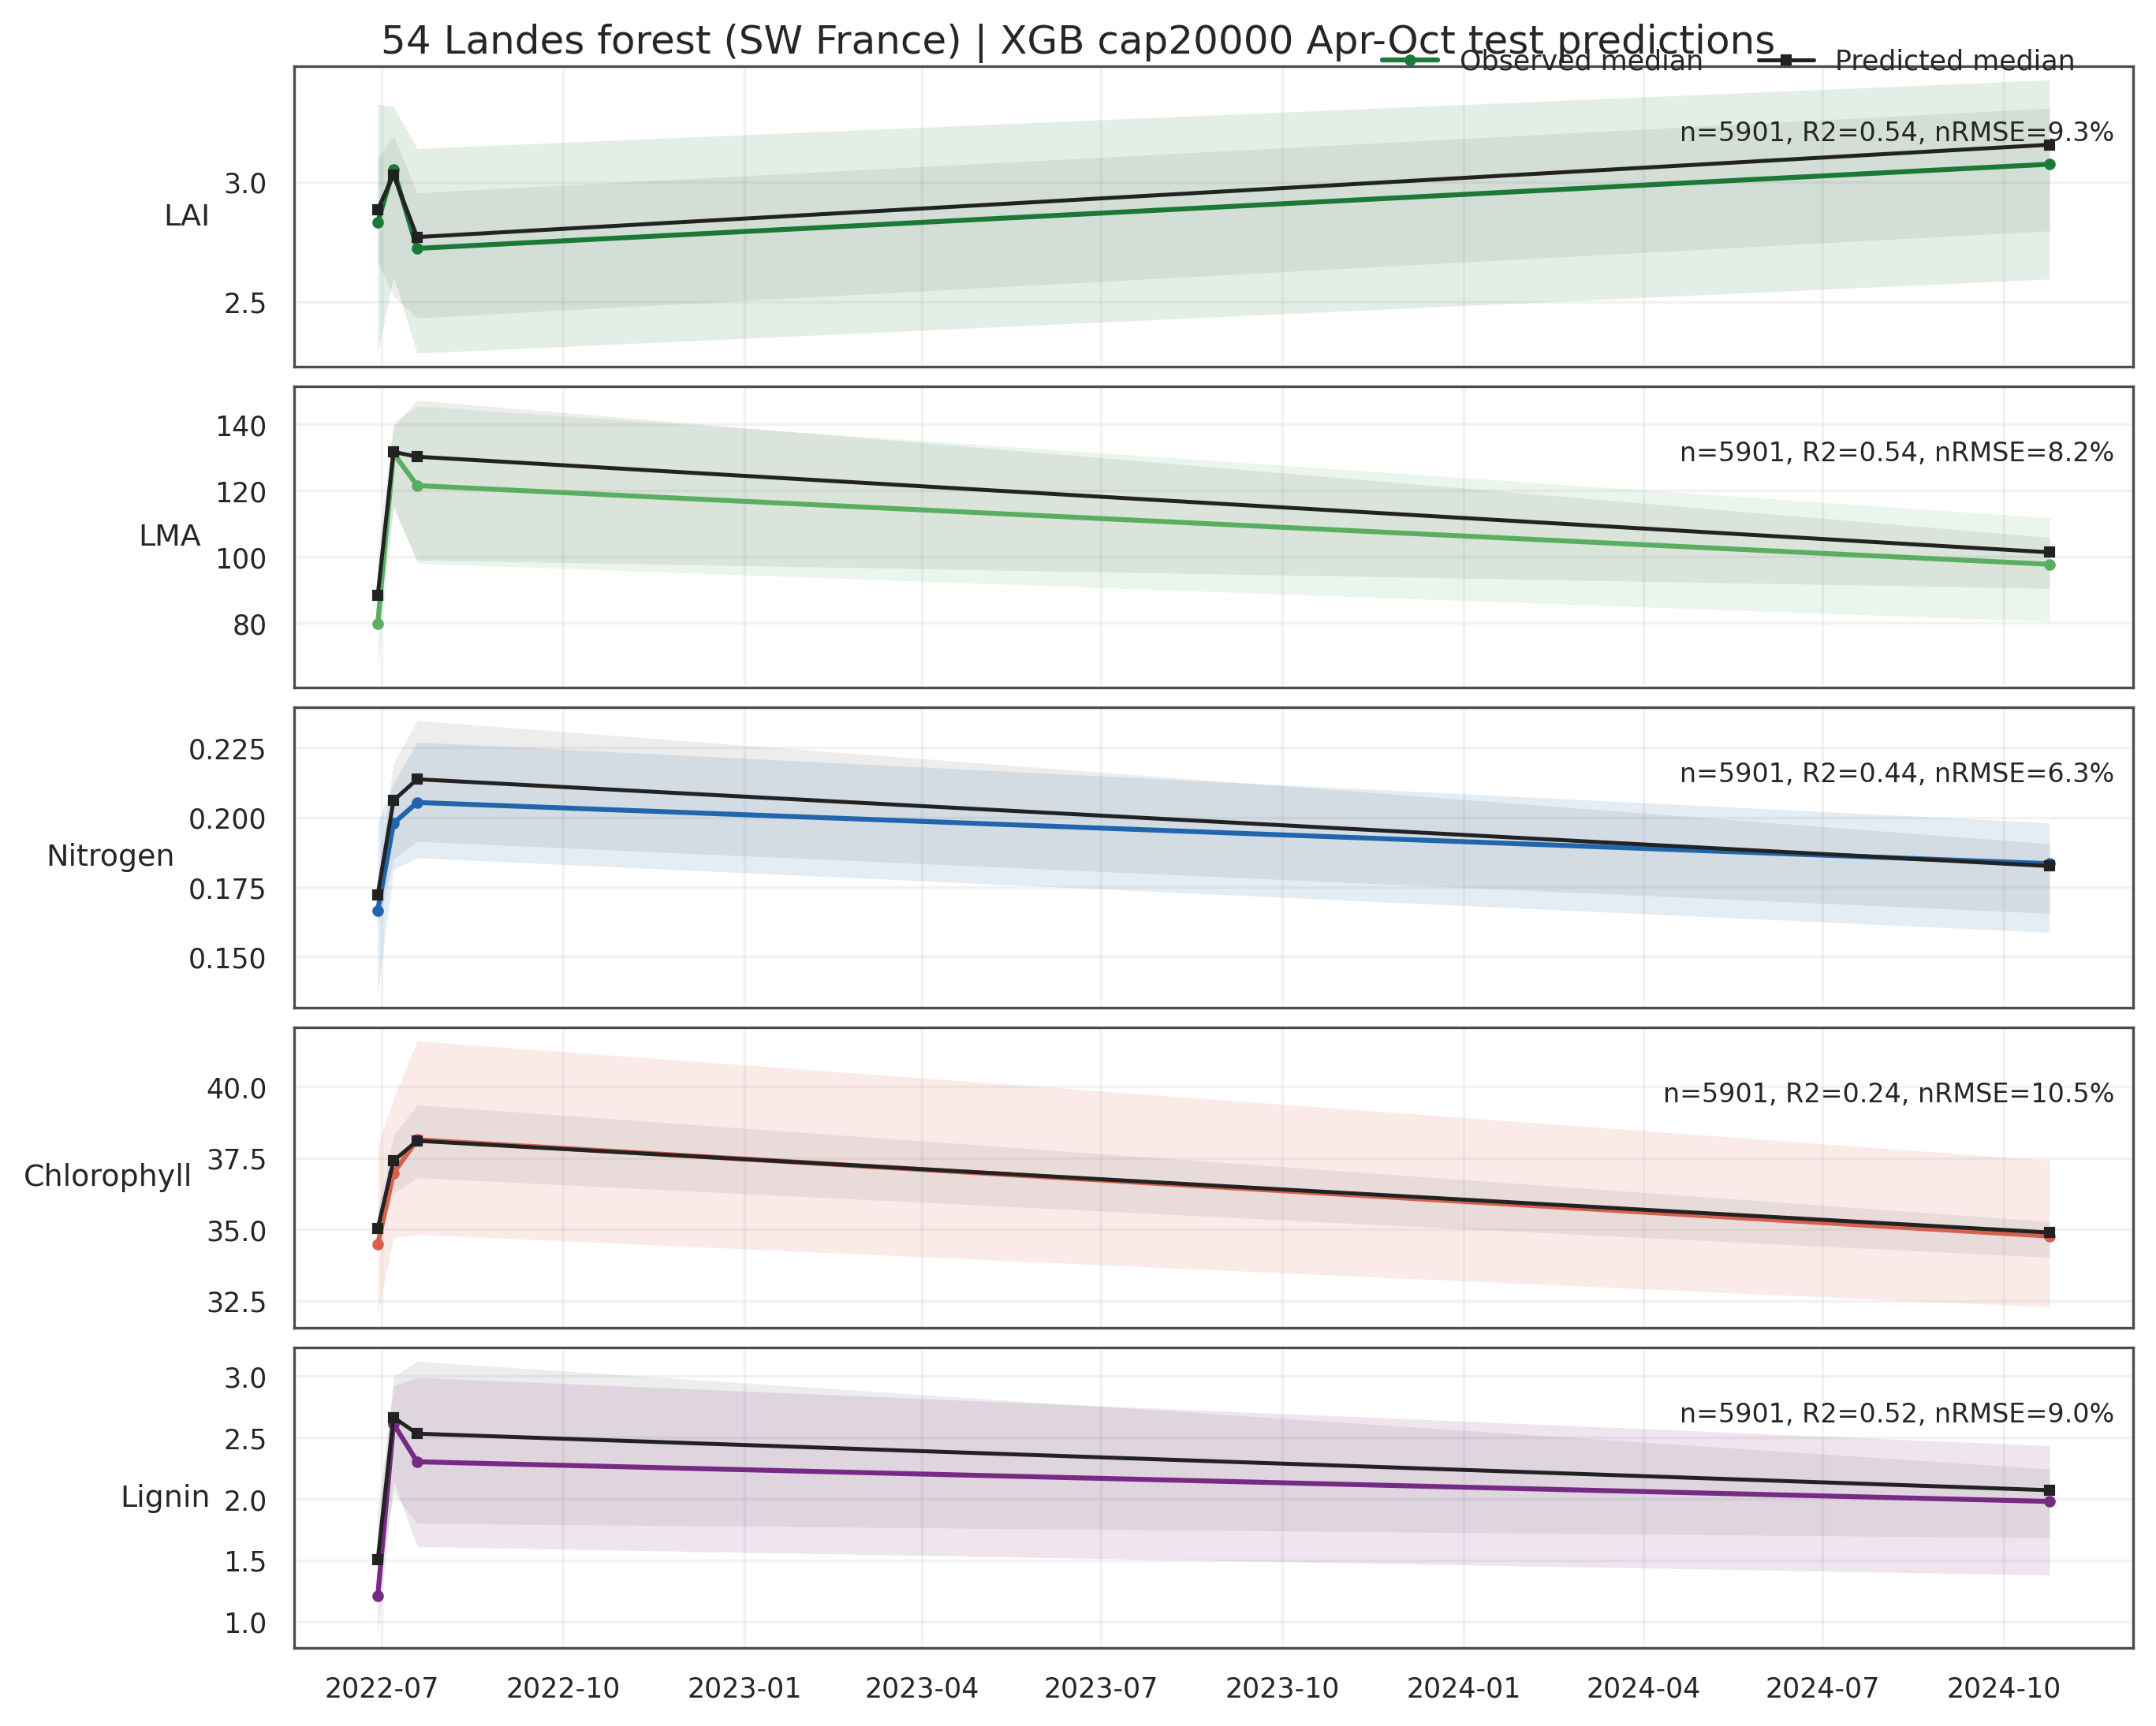 54 Landes forest (SW France) | XGB cap20000 Apr-Oct test predictions
Observed median
Predicted median
n=5901, R2=0.54, nRMSE=9.3%
3.0
LAI
2.5
140
n=5901, R2=0.54, nRMSE=8.2%
120
LMA
100
80
0.225
n=5901, R2=0.44, nRMSE=6.3%
0.200
Nitrogen
0.175
0.150
40.0
n=5901, R2=0.24, nRMSE=10.5%
37.5
Chlorophyll
35.0
32.5
3.0
n=5901, R2=0.52, nRMSE=9.0%
2.5
Lignin
2.0
1.5
1.0
2022-07 2022-10 2023-01 2023-04 2023-07 2023-10 2024-01 2024-04 2024-07 2024-10